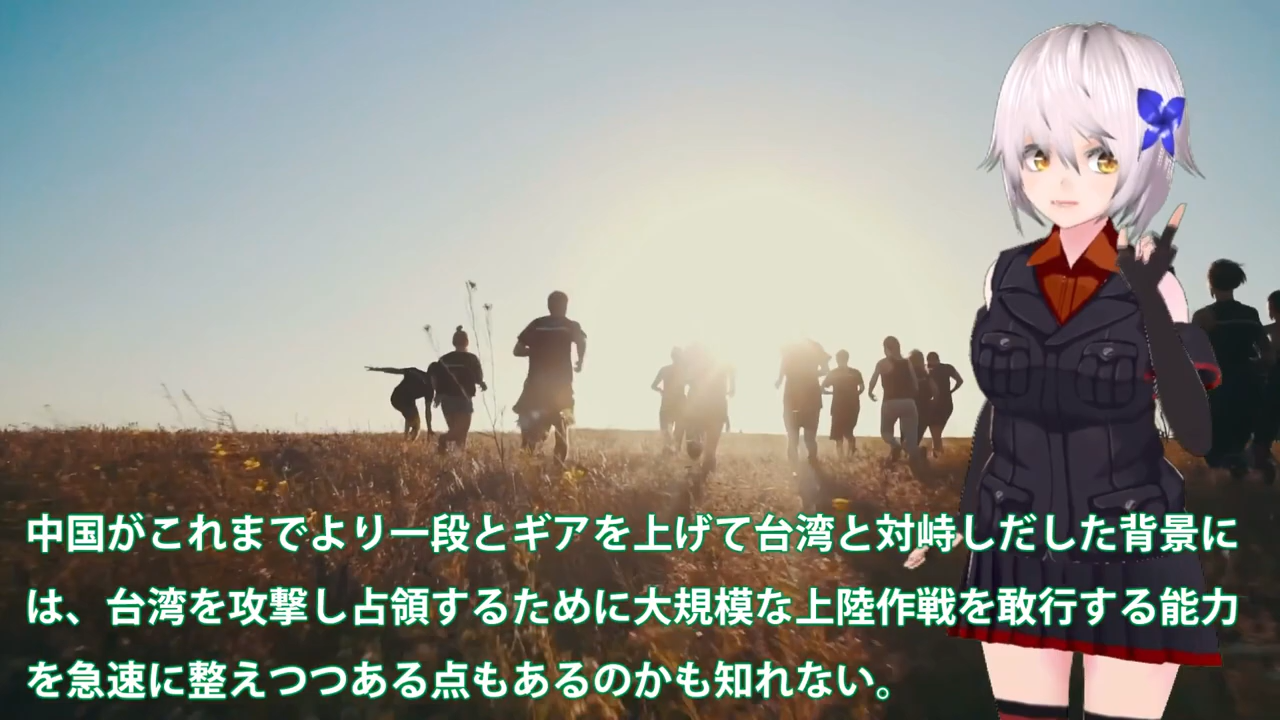 中国がこれまでより一段とギアを上げて台湾と対峙しだした背景に
は、台湾を攻撃し占領するために大規模な上陸作戦を敢行する能力
を急速に整えつつある点もあるのかも知れない。